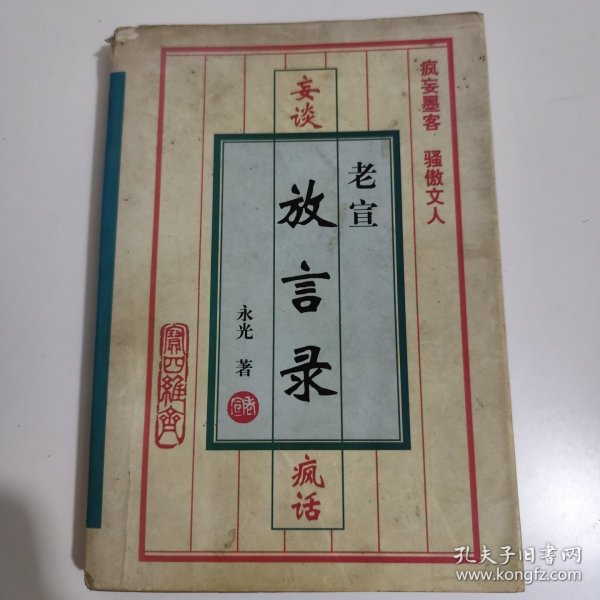 疯妄墨客 骚傲文人
妄谈
老宣
放言录
永光 著
疯话
孔夫子旧书网
www.kongfz.com